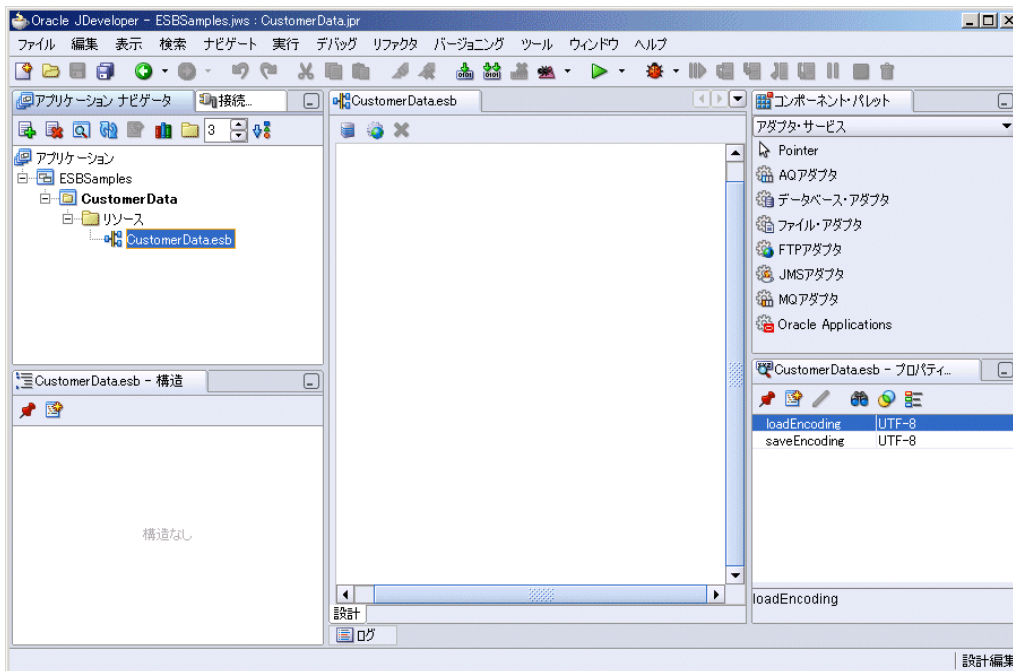 Oracle JDeveloper - ESBSamples.jws : CustomerData.jpr
ファイル 編集 表示 検索 ナビゲート 実行 デバッグ リファクタ バージョニング ツール ウィンドウ ヘルプ
3
アプリケーション ナビゲータ
接続...
アプリケーション
ESBSamples
CustomerData
リソース
CustomerData.esb
CustomerData.esb - 構造
構造なし
CustomerData.esb
設計
ログ
コンポーネント・パレット
アダプタ・サービス
Pointer
AQアダプタ
データベース・アダプタ
ファイル・アダプタ
FTPアダプタ
JMSアダプタ
MQアダプタ
Oracle Applications
CustomerData.esb - プロパティ...
loadEncoding UTF-8
saveEncoding UTF-8
loadEncoding
設計編集